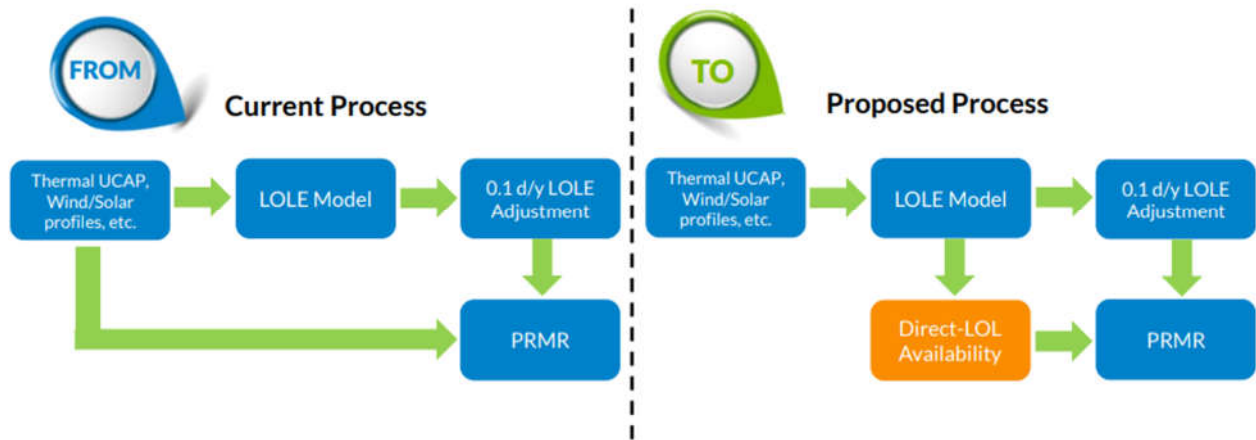 FROM
Current Process
Thermal UCAP,
Wind/Solar
profiles, etc.
LOLE Model
0.1 d/y LOLE
Adjustment
PRMR
TO
Proposed Process
Thermal UCAP,
Wind/Solar
profiles, etc.
LOLE Model
0.1 d/y LOLE
Adjustment
Direct-LOL
Availability
PRMR